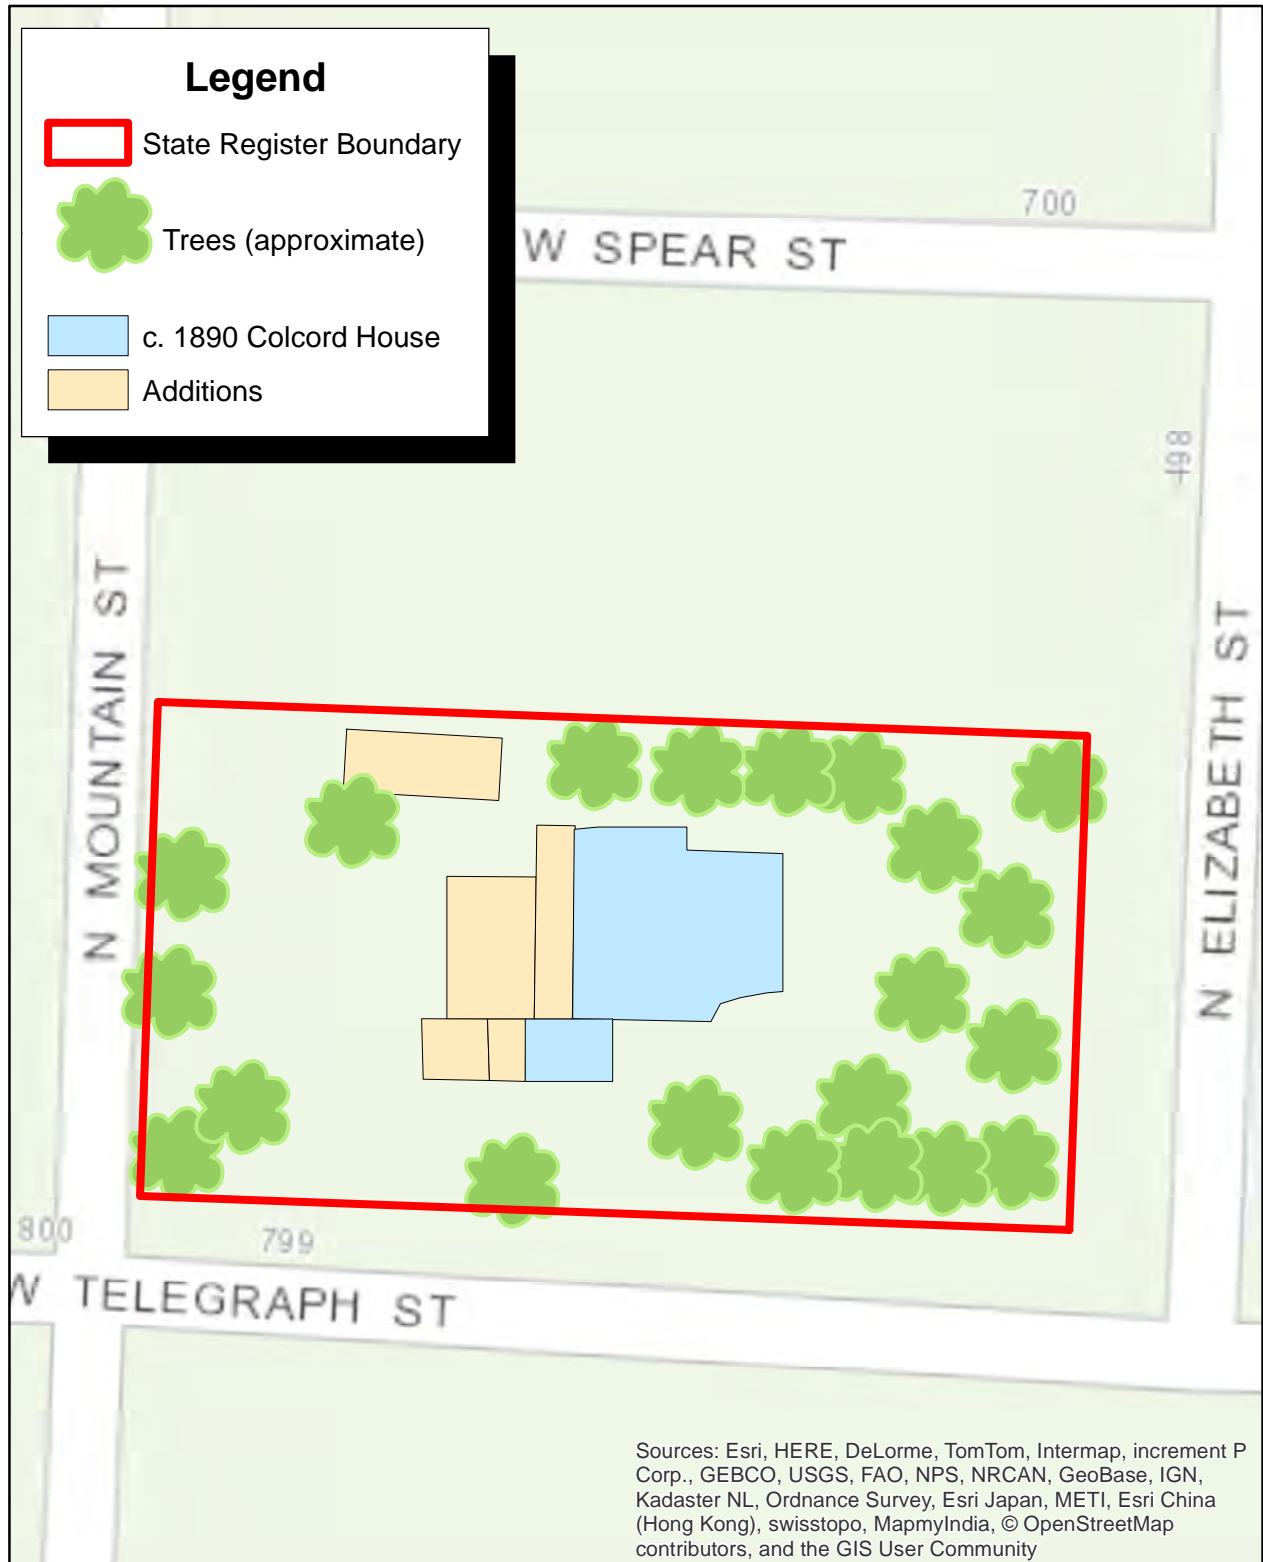 Legend
State Register Boundary
Trees (approximate)
c. 1890 Colcord House
Additions
700
W SPEAR ST
498
N MOUNTAIN ST
N ELIZABETH ST
800
799
W TELEGRAPH ST
Sources: Esri, HERE, DeLorme, TomTom, Intermap, increment P
Corp., GEBCO, USGS, FAO, NPS, NRCAN, GeoBase, IGN,
Kadaster NL, Ordnance Survey, Esri Japan, METI, Esri China
(Hong Kong), swisstopo, MapmyIndia, © OpenStreetMap
contributors, and the GIS User Community